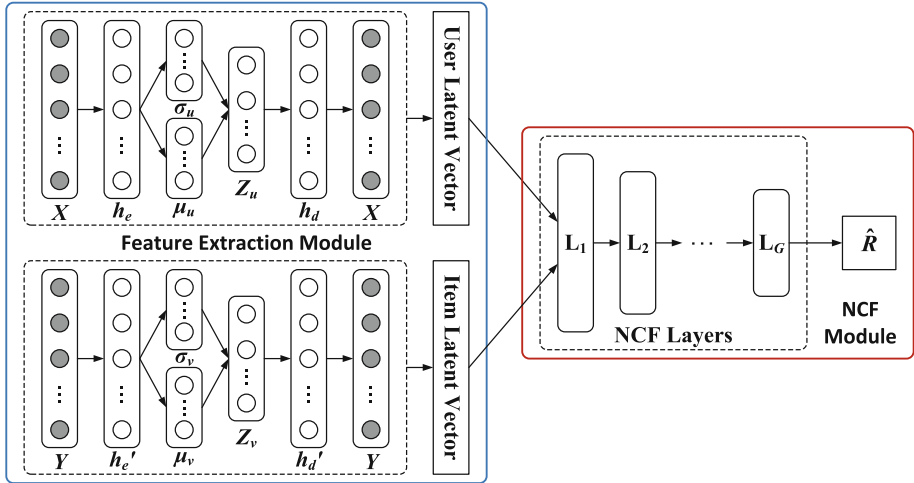 X
h_e
σ_u
μ_u
Z_u
h_d
X
User Latent Vector
Feature Extraction Module
Y
h_e'
σ_v
μ_v
Z_v
h_d'
Y
Item Latent Vector
L_1
L_2
...
L_G
R̂
NCF Layers
NCF
Module